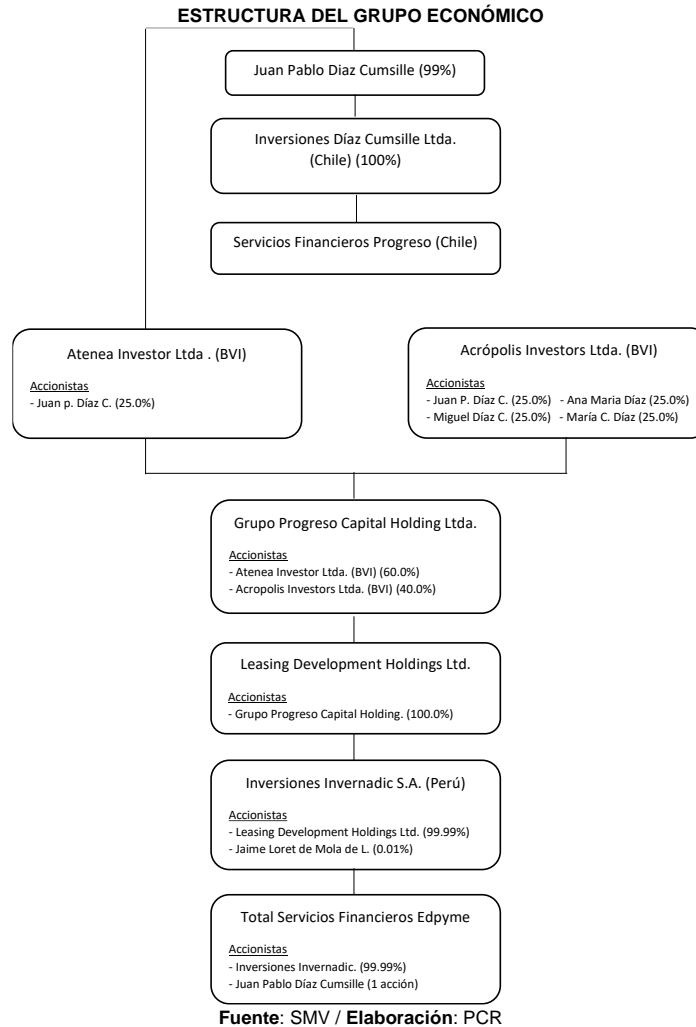 ESTRUCTURA DEL GRUPO ECONÓMICO
Juan Pablo Diaz Cumsille (99%)
Inversiones Díaz Cumsille Ltda.
(Chile) (100%)
Servicios Financieros Progreso (Chile)
Atenea Investor Ltda . (BVI)
Accionistas
- Juan p. Díaz C. (25.0%)
Acrópolis Investors Ltda. (BVI)
Accionistas
- Juan P. Díaz C. (25.0%) - Ana Maria Díaz (25.0%)
- Miguel Díaz C. (25.0%) - María C. Díaz (25.0%)
Grupo Progreso Capital Holding Ltda.
Accionistas
- Atenea Investor Ltda. (BVI) (60.0%)
- Acropolis Investors Ltda. (BVI) (40.0%)
Leasing Development Holdings Ltd.
Accionistas
- Grupo Progreso Capital Holding. (100.0%)
Inversiones Invernadic S.A. (Perú)
Accionistas
- Leasing Development Holdings Ltd. (99.99%)
- Jaime Loret de Mola de L. (0.01%)
Total Servicios Financieros Edpyme
Accionistas
- Inversiones Invernadic. (99.99%)
- Juan Pablo Díaz Cumsille (1 acción)
Fuente: SMV / Elaboración: PCR